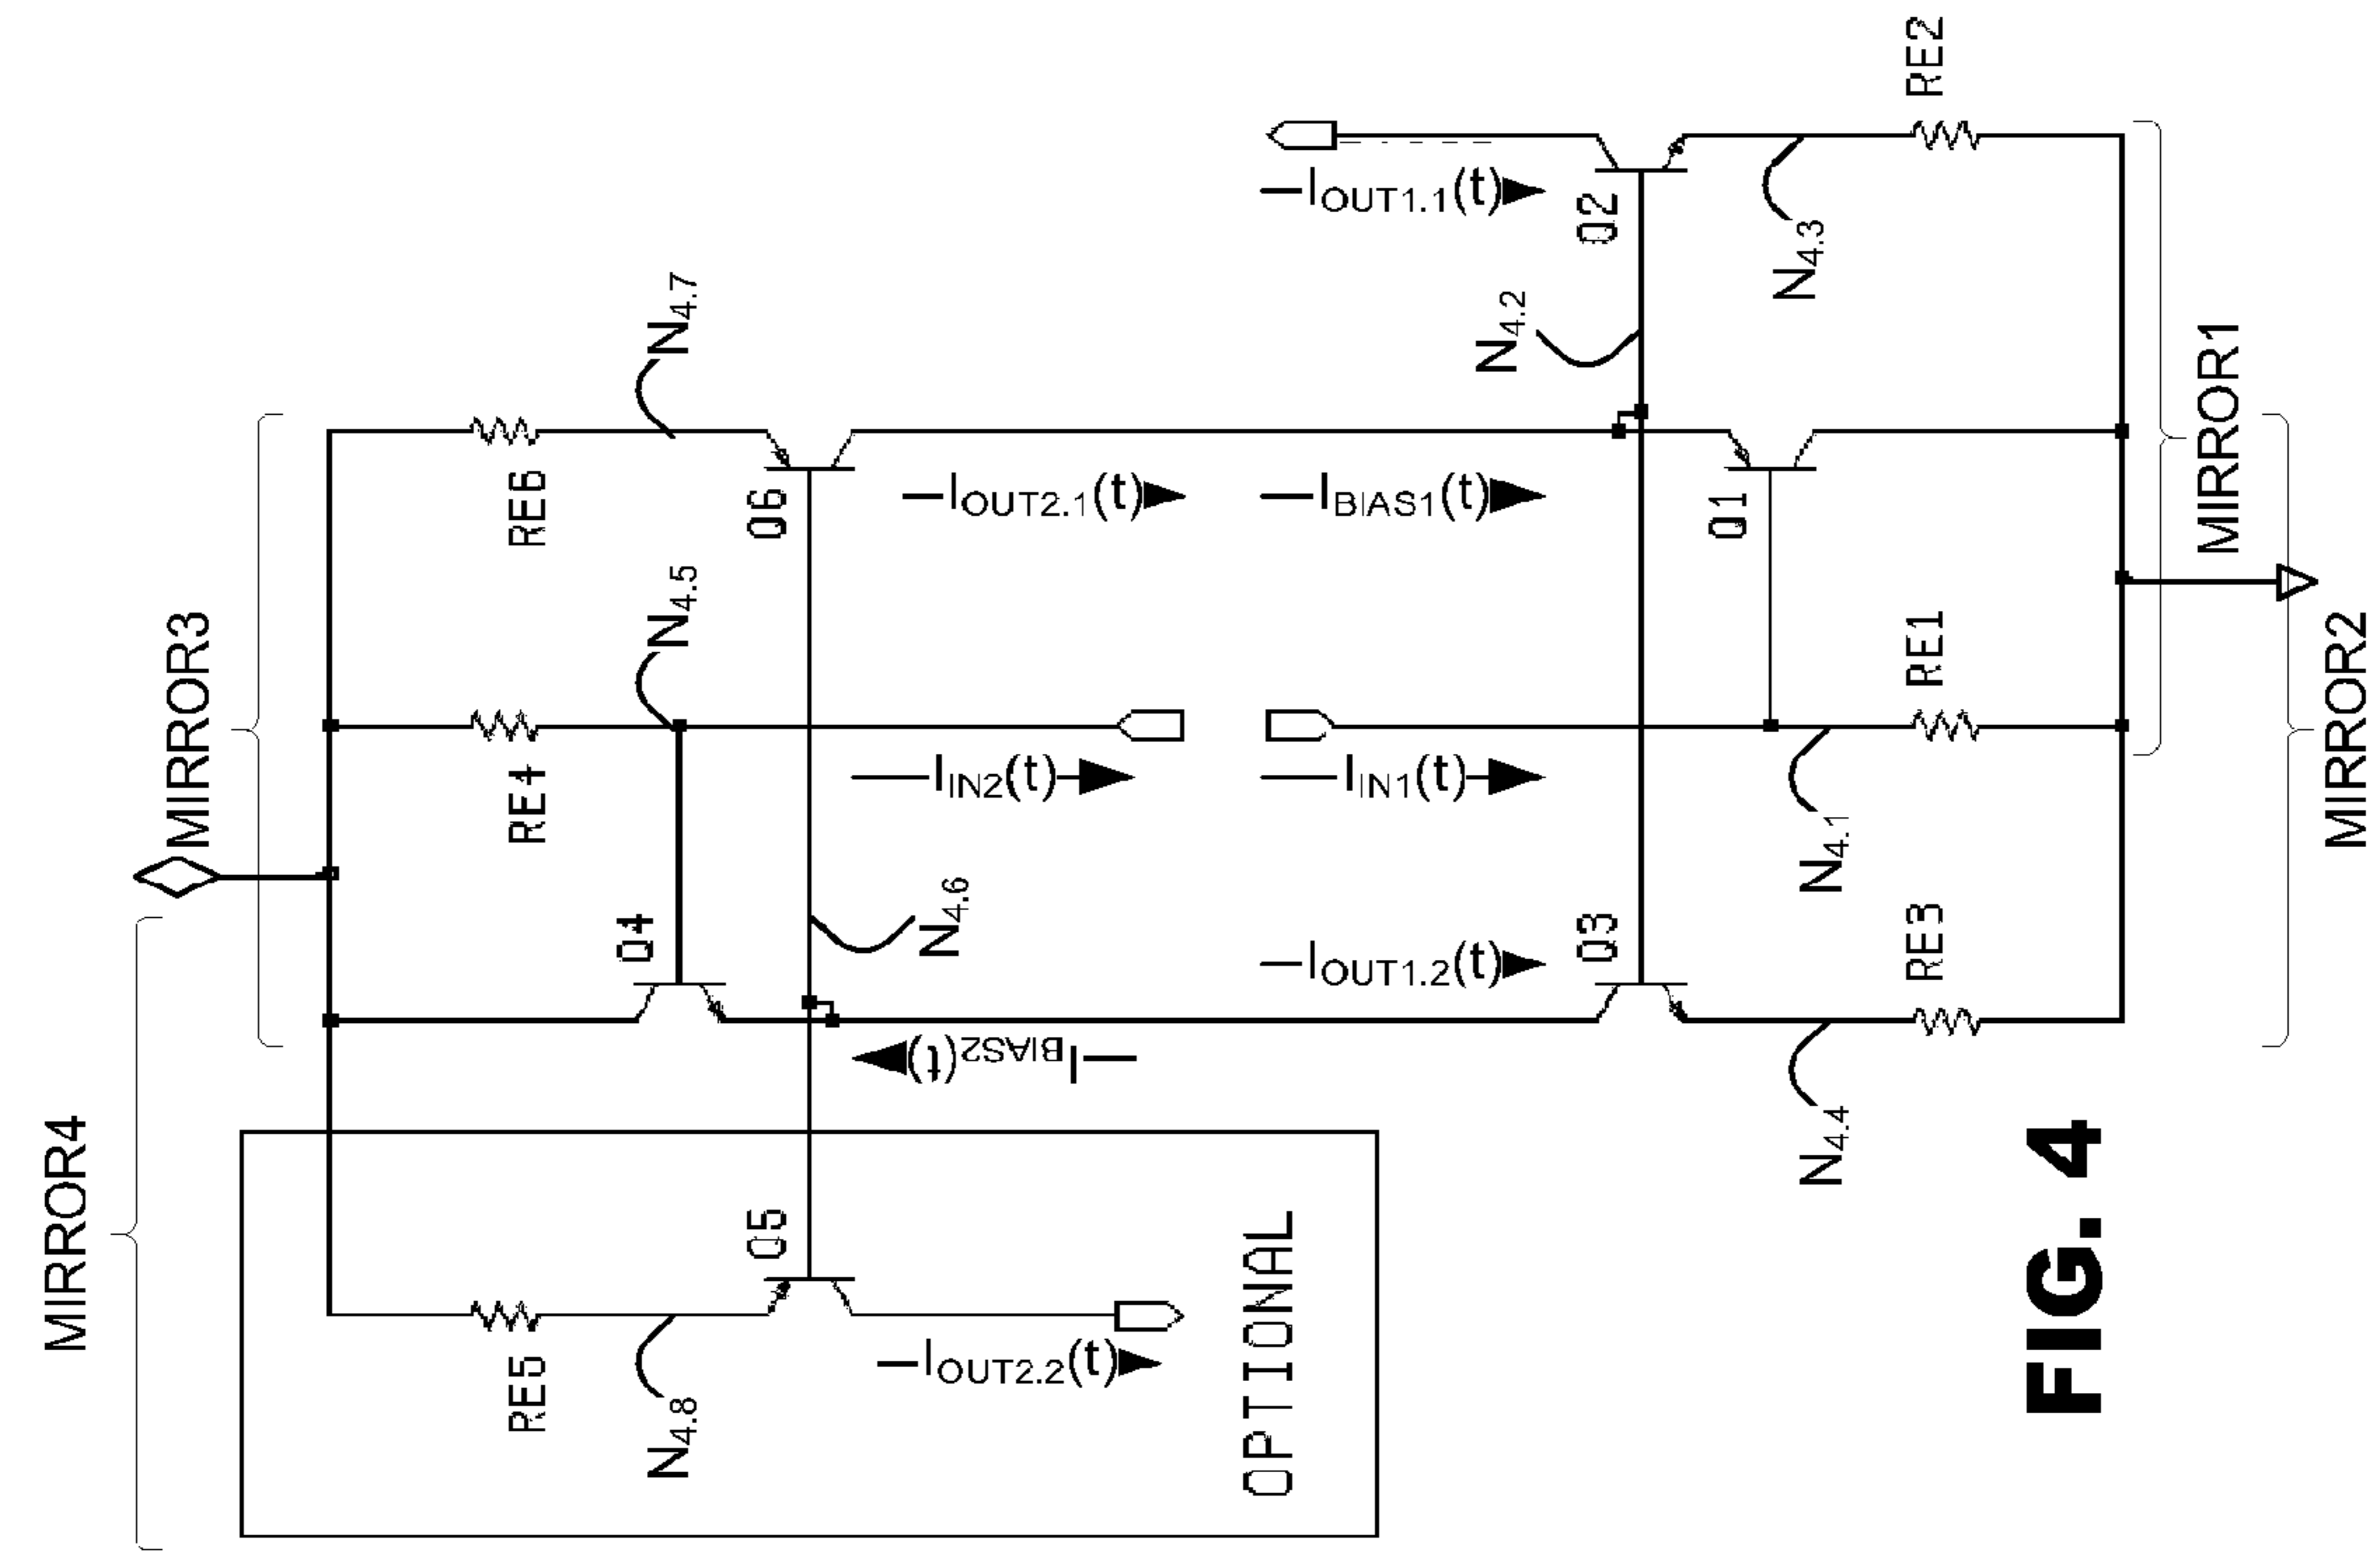 MIRROR4
MIRROR3
RE5
RE4
RE6
N4.8
N4.5
N4.7
Q4
Q5
Q6
N4.6
IOUT2.2(t)
IBIAS2(t)
IIN2(t)
IOUT2.1(t)
OPTIONAL
IOUT1.2(t)
IIN1(t)
IBIAS1(t)
IOUT1.1(t)
N4.2
Q3
Q2
Q1
N4.4
N4.1
N4.3
RE3
RE1
RE2
MIRROR1
MIRROR2
FIG. 4